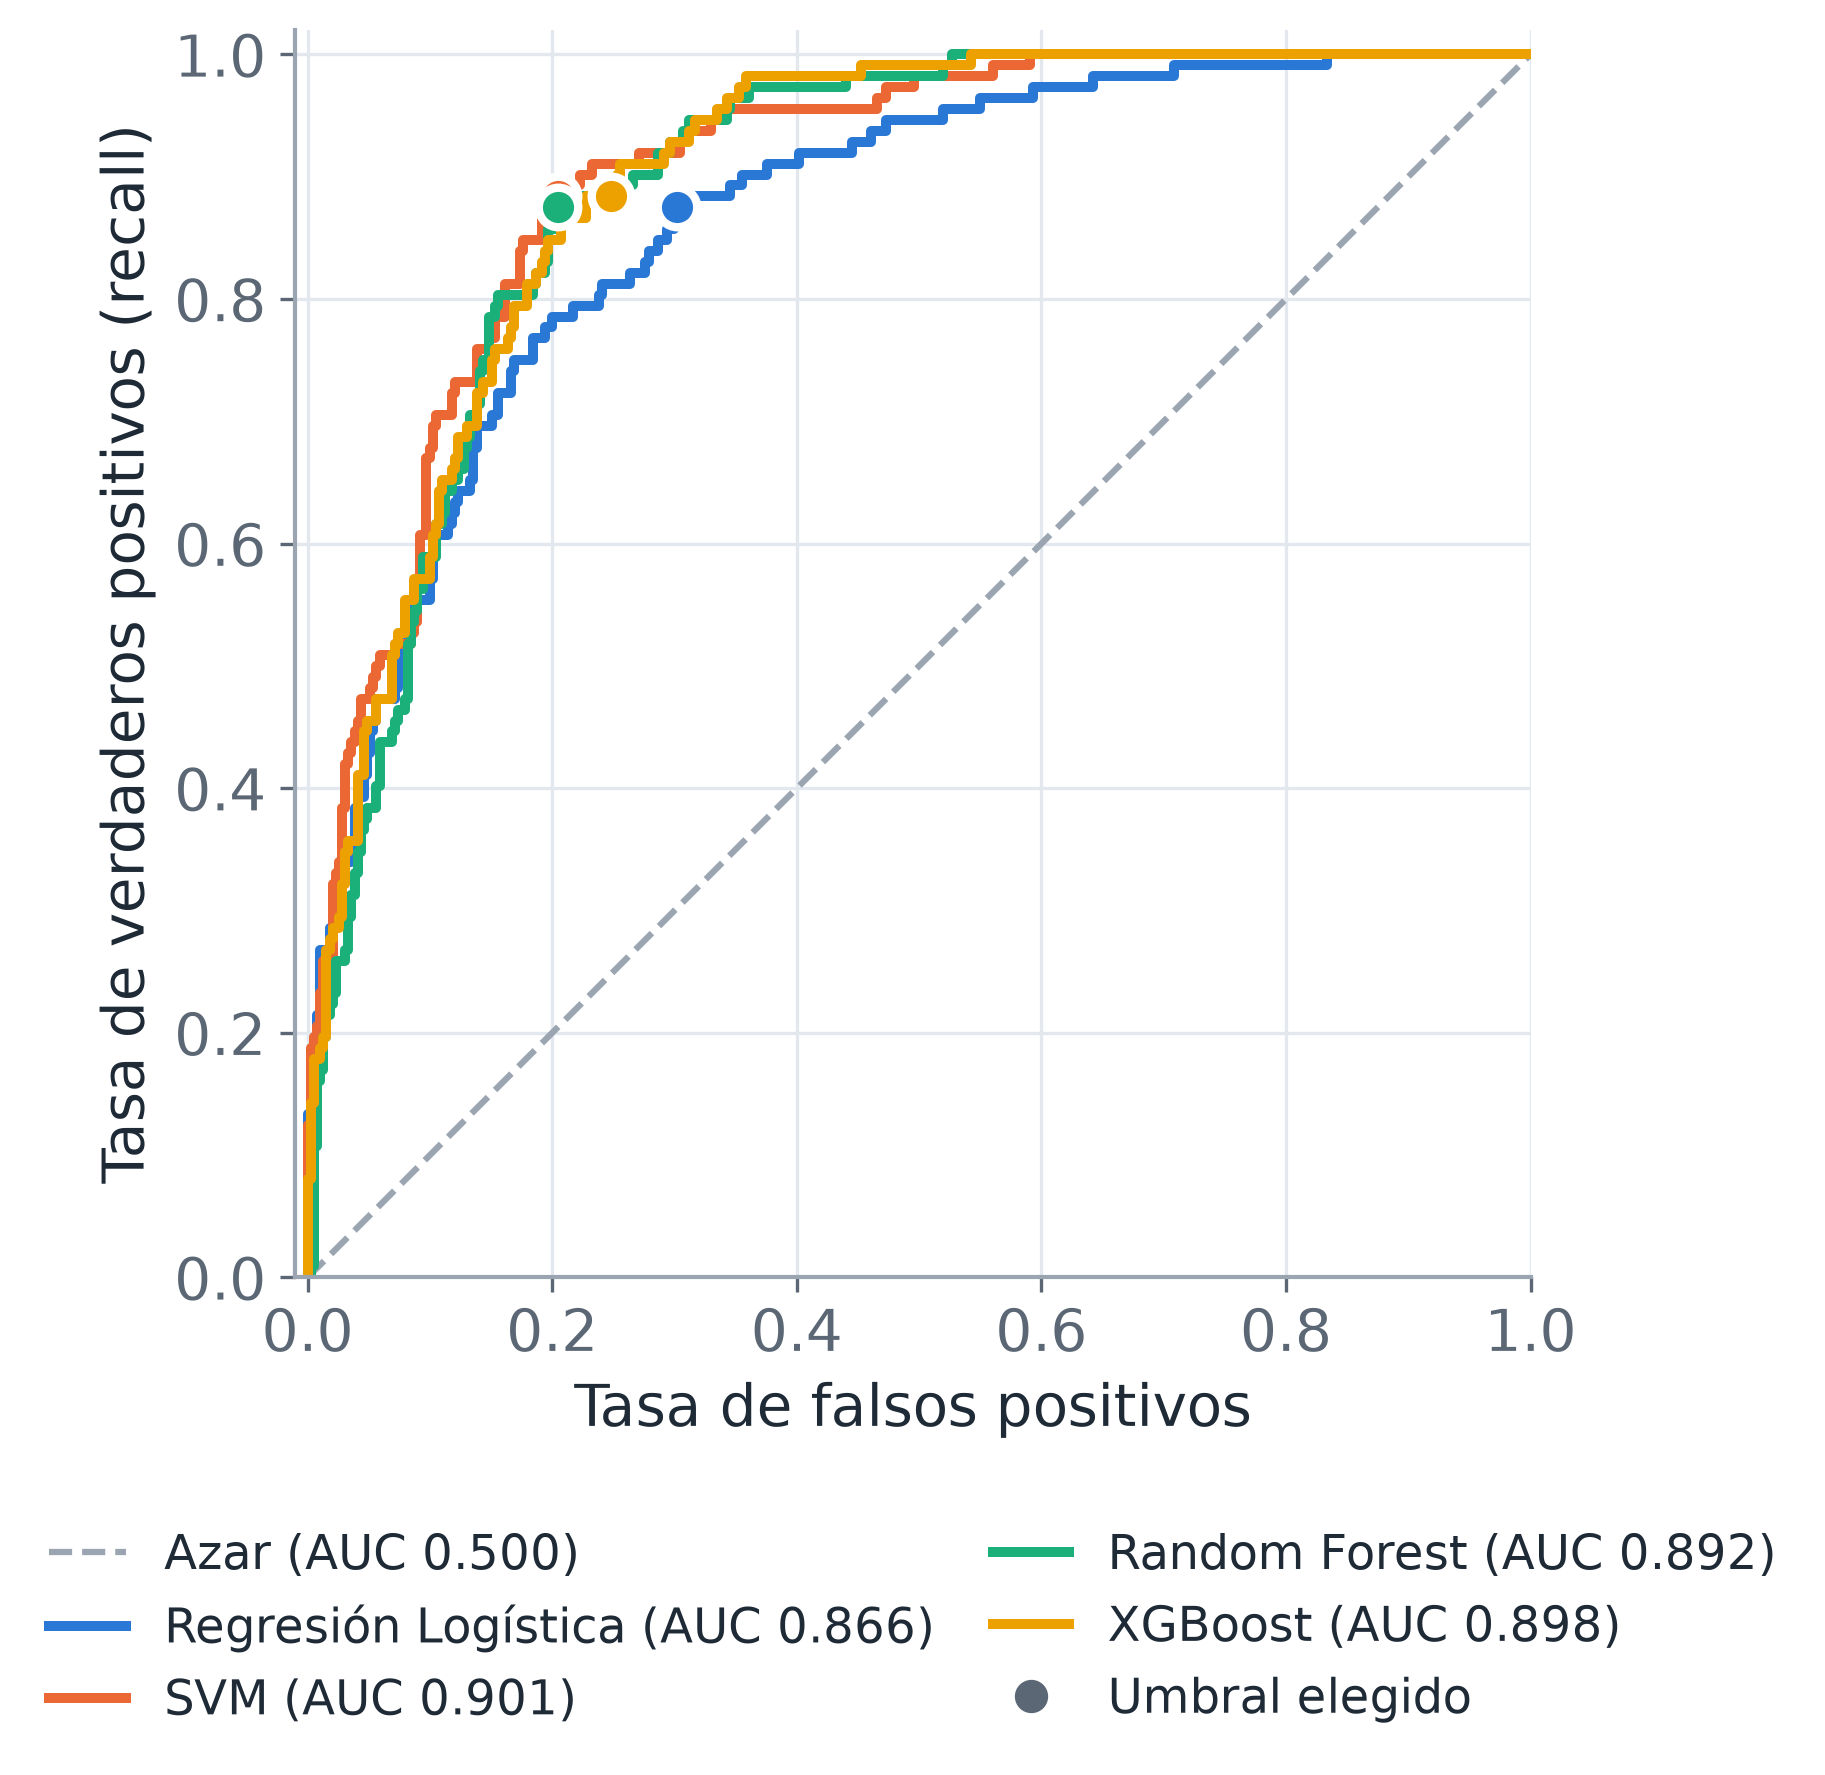 Tasa de verdaderos positivos (recall)
1.0
0.8
0.6
0.4
0.2
0.0
0.0 0.2 0.4 0.6 0.8 1.0
Tasa de falsos positivos
Azar (AUC 0.500)
Regresión Logística (AUC 0.866)
SVM (AUC 0.901)
Random Forest (AUC 0.892)
XGBoost (AUC 0.898)
Umbral elegido